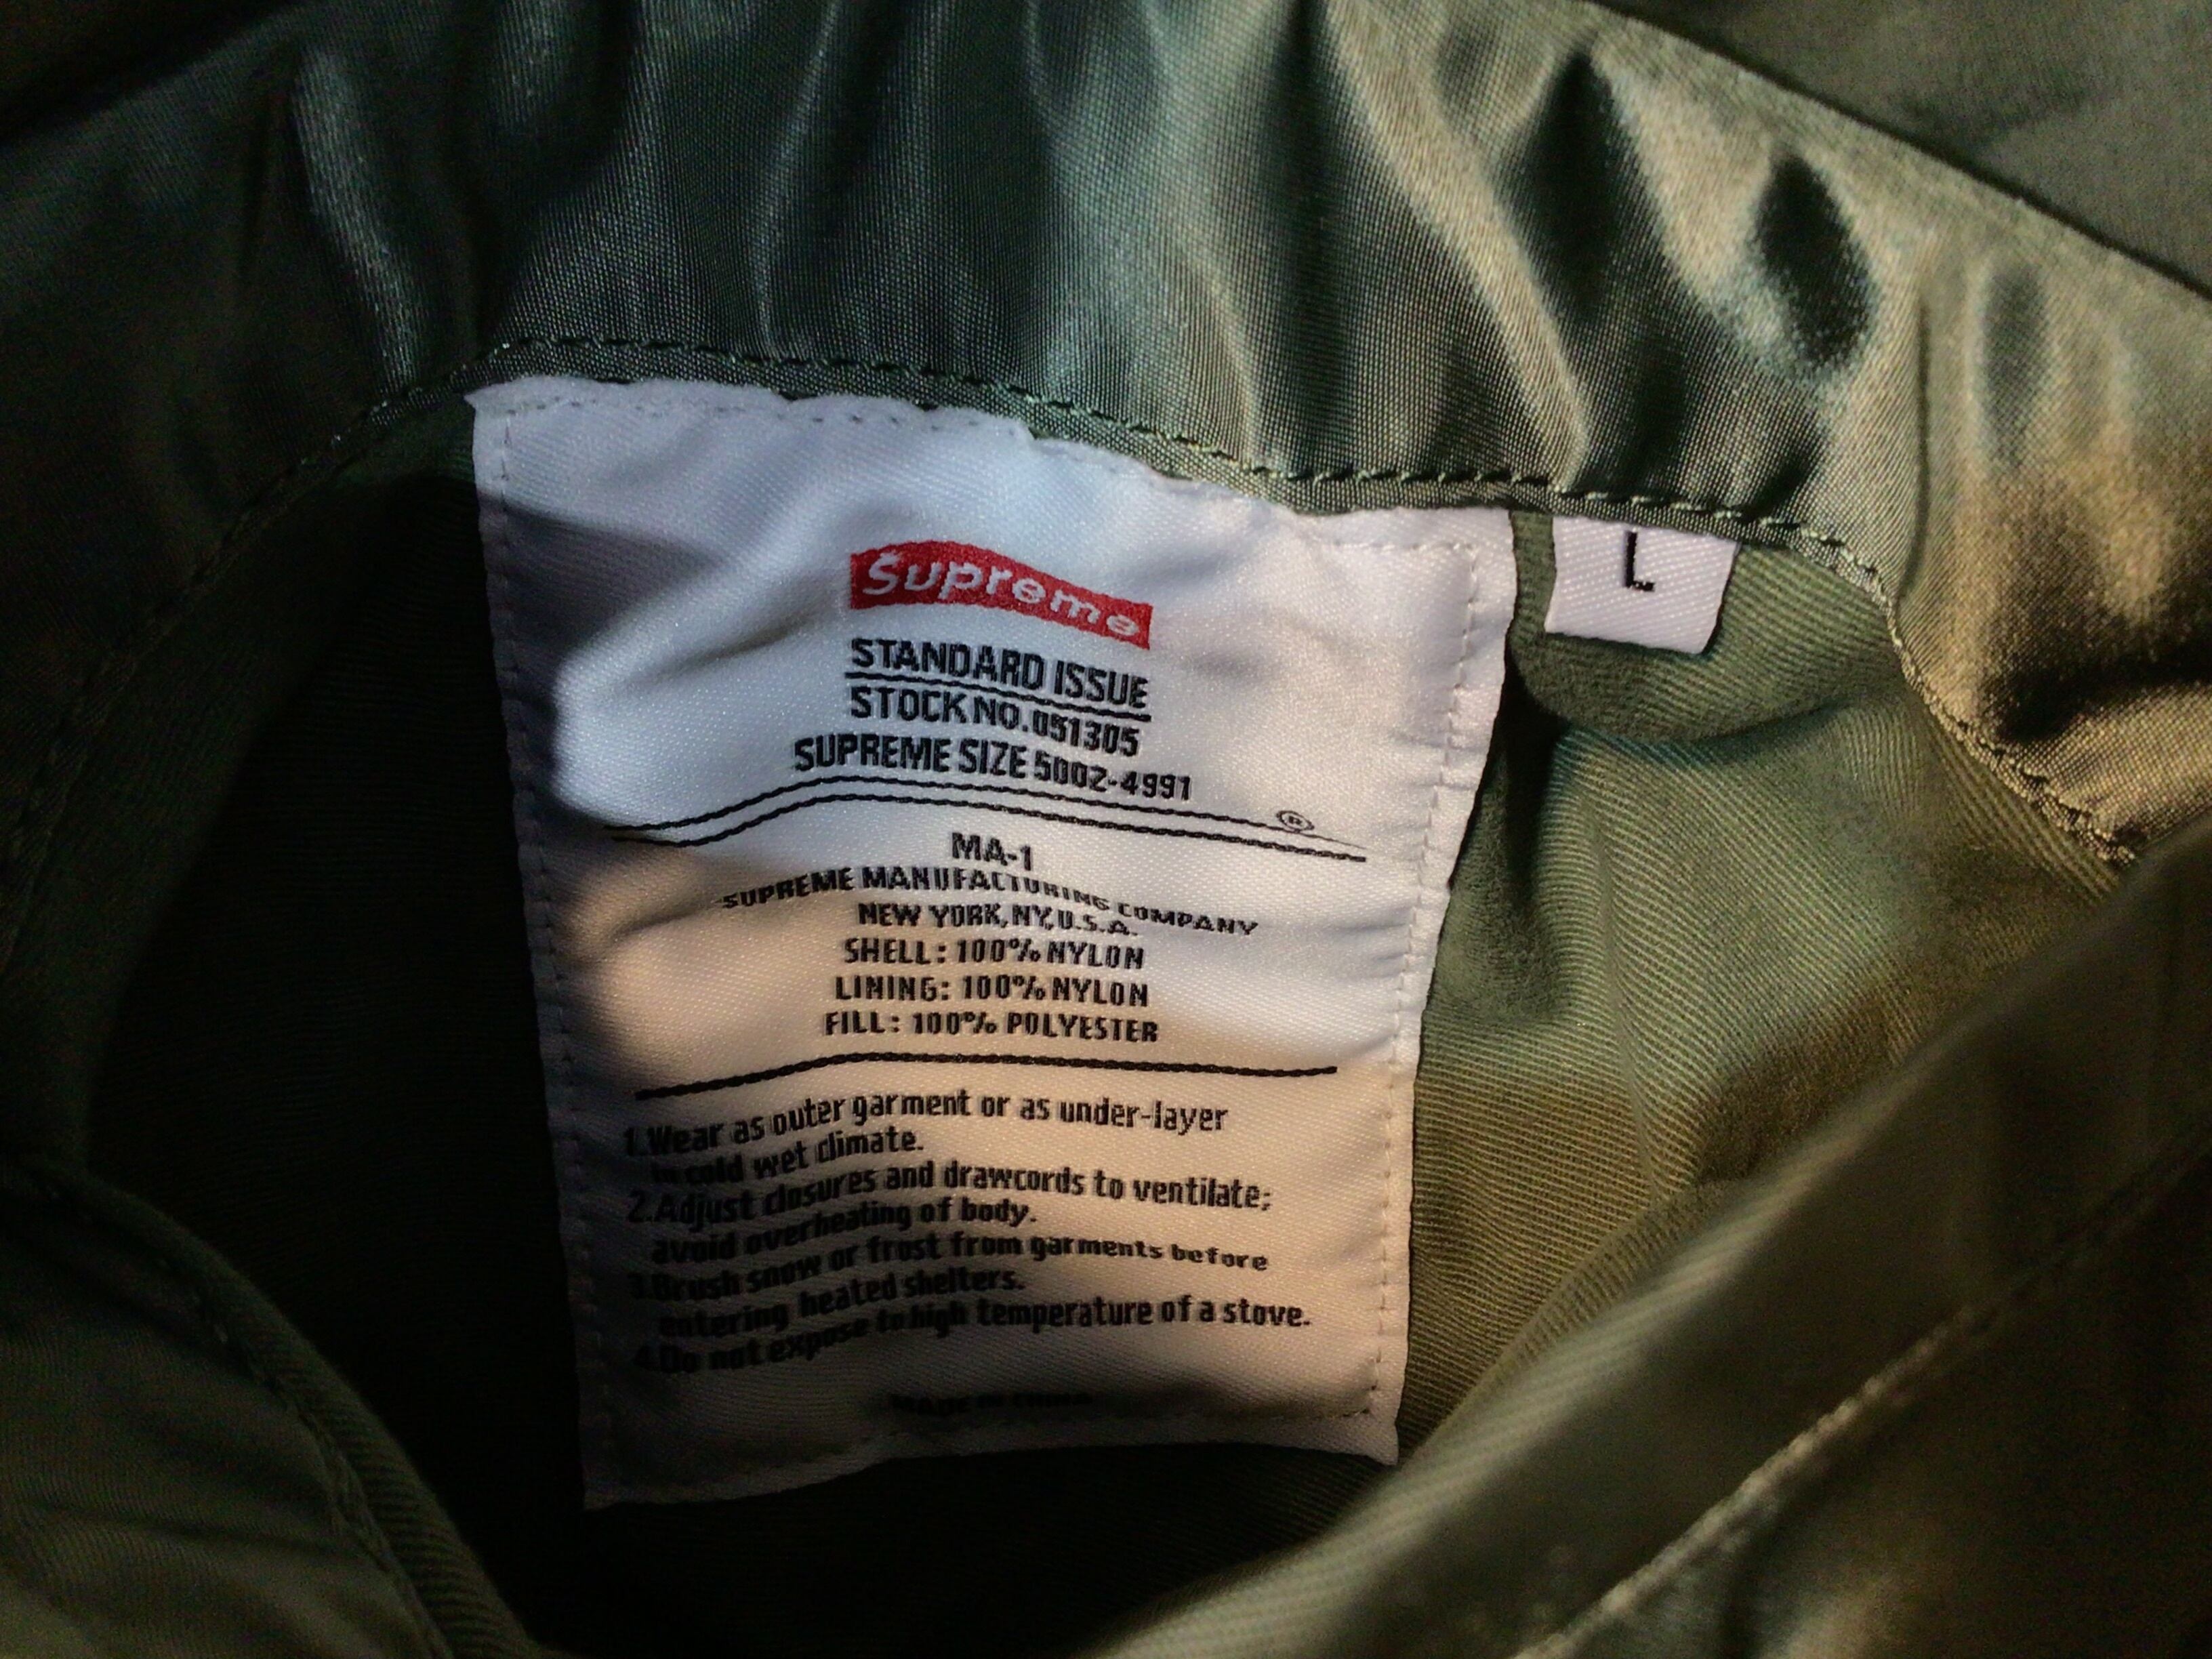 Supreme
STANDARD ISSUE
STOCK NO. 051305
SUPREME SIZE 5002-4991
®
MA-1
SUPREME MANUFACTURING COMPANY
NEW YORK, NY, U.S.A.
SHELL: 100% NYLON
LINING: 100% NYLON
FILL: 100% POLYESTER
1.Wear as outer garment or as under-layer
in cold wet climate.
2.Adjust closures and drawcords to ventilate;
avoid overheating of body.
3.Brush snow or frost from garments before
entering heated shelters.
4.Do not expose to high temperature of a stove.
MADE IN CHINA
L